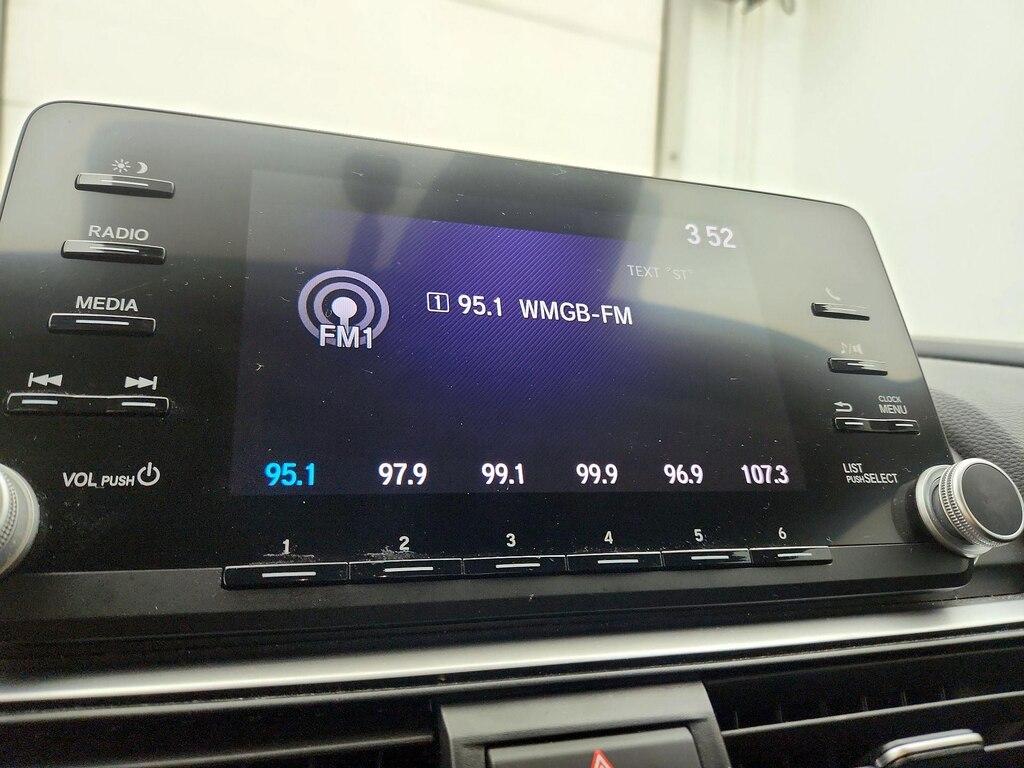 3 52
RADIO
TEXT "ST"
1 95.1 WMGB-FM
FM1
MEDIA
CLOCK
MENU
95.1 97.9 99.1 99.9 96.9 107.3
VOL PUSH
LIST
PUSH SELECT
1 2 3 4 5 6